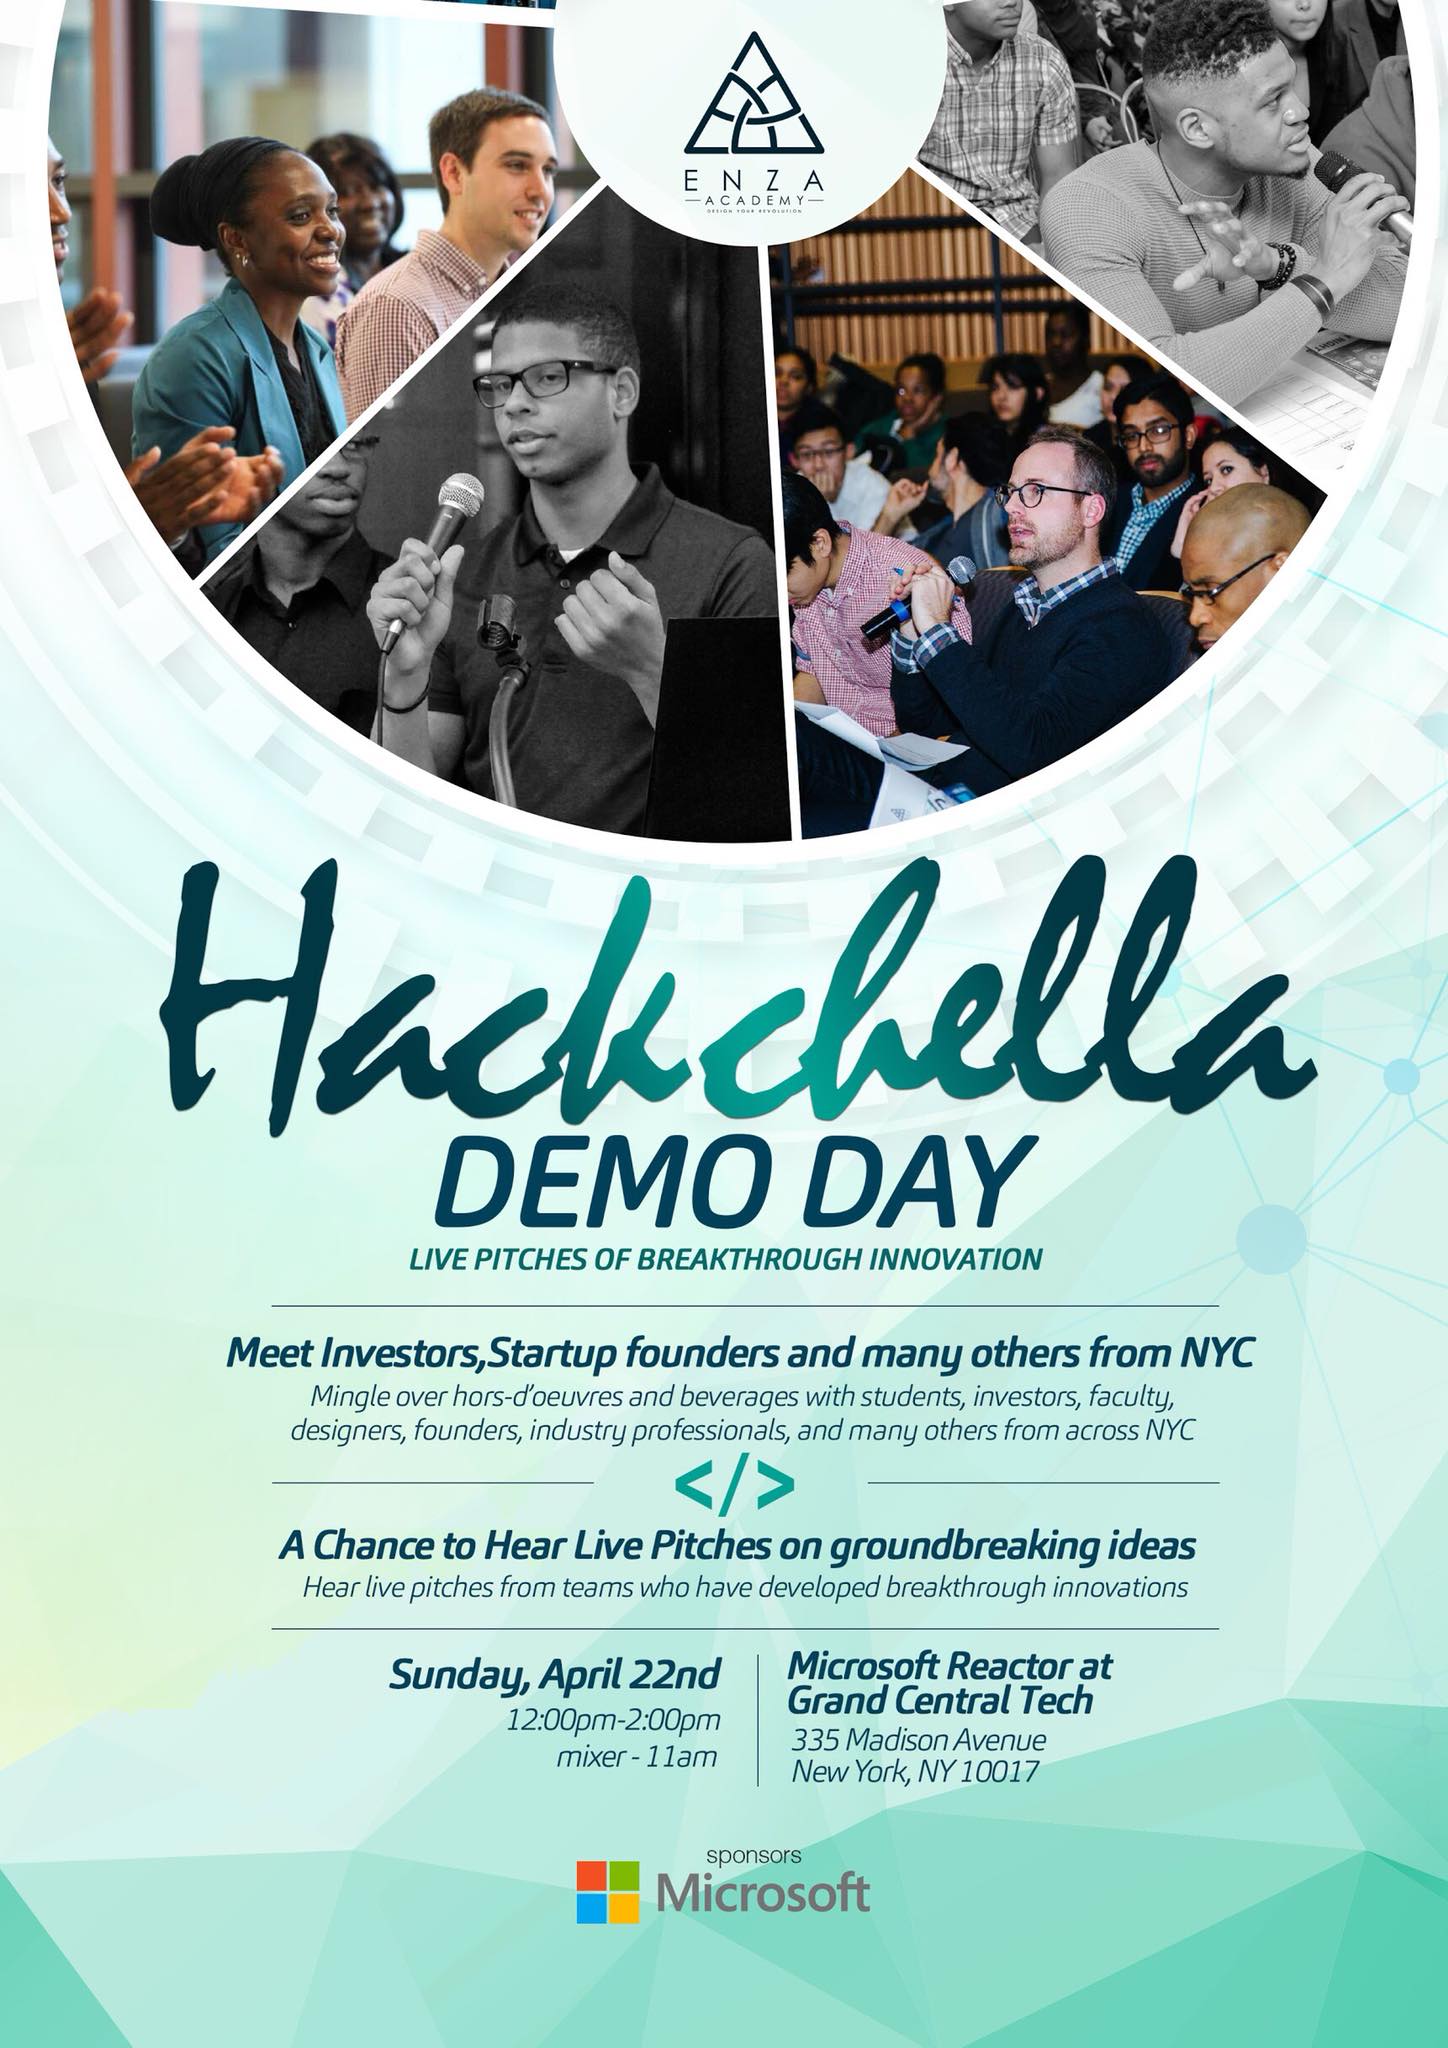 ENZA
ACADEMY
DESIGN YOUR REVOLUTION
Hackchella
DEMO DAY
LIVE PITCHES OF BREAKTHROUGH INNOVATION
Meet Investors,Startup founders and many others from NYC
Mingle over hors-d'oeuvres and beverages with students, investors, faculty,
designers, founders, industry professionals, and many others from across NYC
</>
A Chance to Hear Live Pitches on groundbreaking ideas
Hear live pitches from teams who have developed breakthrough innovations
Sunday, April 22nd
12:00pm-2:00pm
mixer - 11am
Microsoft Reactor at
Grand Central Tech
335 Madison Avenue
New York, NY 10017
sponsors
Microsoft